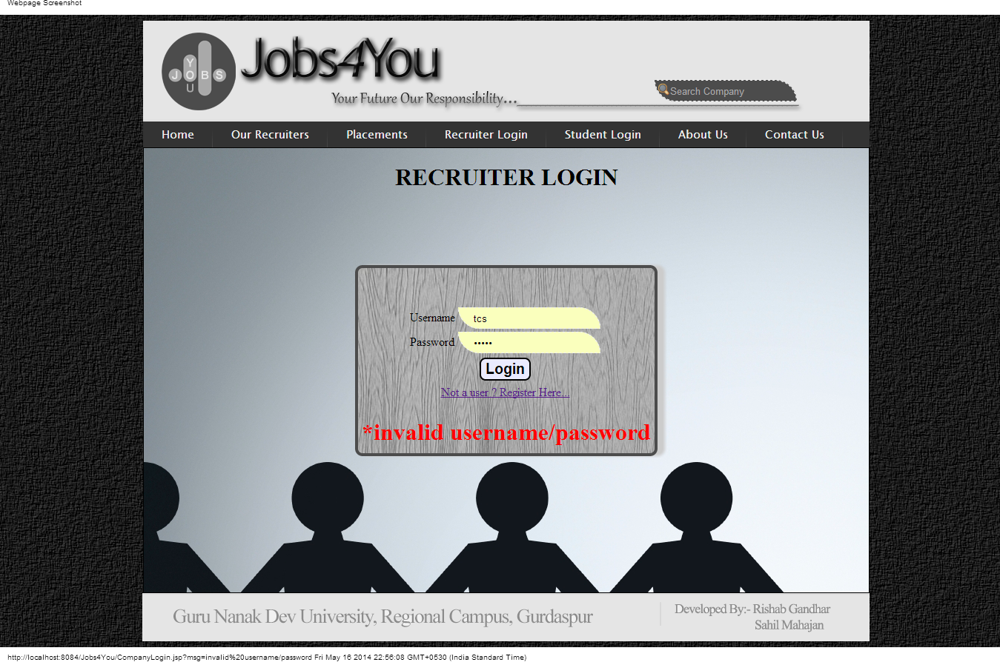 Webpage Screenshot
YOU
JOBS
Jobs4You
Your Future Our Responsibility...
Search Company
Home Our Recruiters Placements Recruiter Login Student Login About Us Contact Us
RECRUITER LOGIN
Username tcs
Password •••••
Login
Not a user ? Register Here...
*invalid username/password
Guru Nanak Dev University, Regional Campus, Gurdaspur
Developed By:- Rishab Gandhar
Sahil Mahajan
http://localhost:8084/Jobs4You/CompanyLogin.jsp?msg=invalid%20username/password Fri May 16 2014 22:56:08 GMT+0530 (India Standard Time)